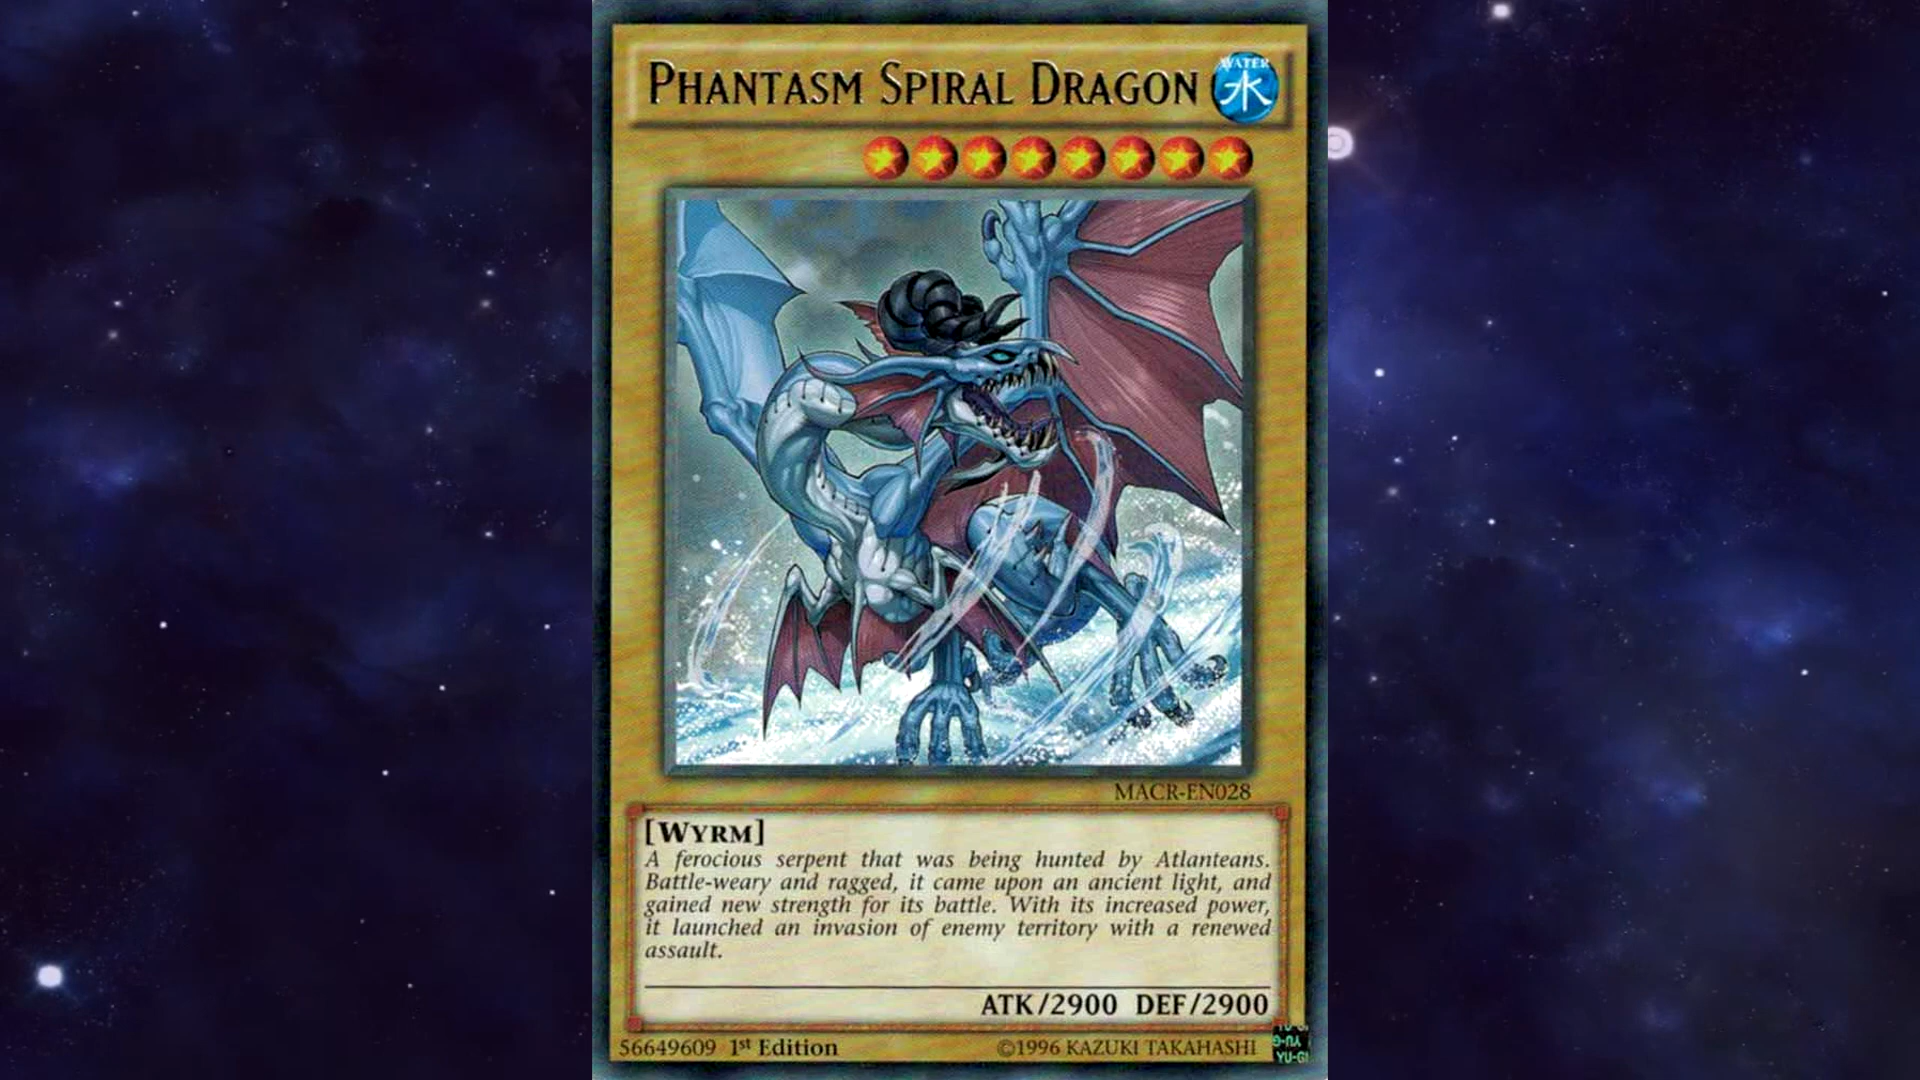 PHANTASM SPIRAL DRAGON
WATER
水
MACR-EN028
[WYRM]
A ferocious serpent that was being hunted by Atlanteans.
Battle-weary and ragged, it came upon an ancient light, and
gained new strength for its battle. With its increased power,
it launched an invasion of enemy territory with a renewed
assault.
ATK/2900 DEF/2900
56649609 1st Edition ©1996 KAZUKI TAKAHASHI